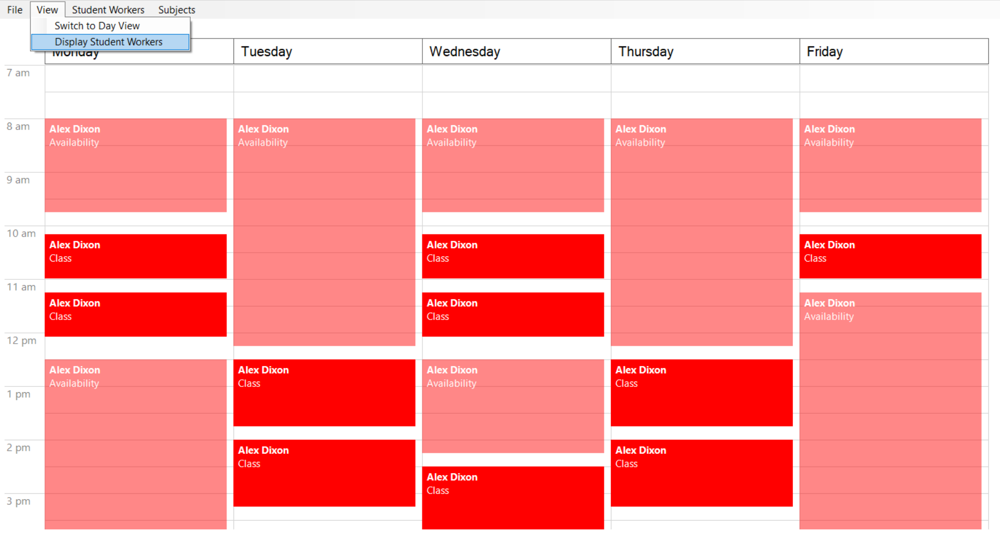 File View Student Workers Subjects
Switch to Day View
Display Student Workers
Monday Tuesday Wednesday Thursday Friday
7 am
8 am
Alex Dixon Alex Dixon Alex Dixon Alex Dixon Alex Dixon
Availability Availability Availability Availability Availability
9 am
10 am
Alex Dixon Alex Dixon Alex Dixon
Class Class Class
11 am
Alex Dixon Alex Dixon Alex Dixon
Class Class Availability
12 pm
Alex Dixon Alex Dixon Alex Dixon Alex Dixon
Availability Class Availability Class
1 pm
2 pm
Alex Dixon Alex Dixon
Class Class
Alex Dixon
Class
3 pm